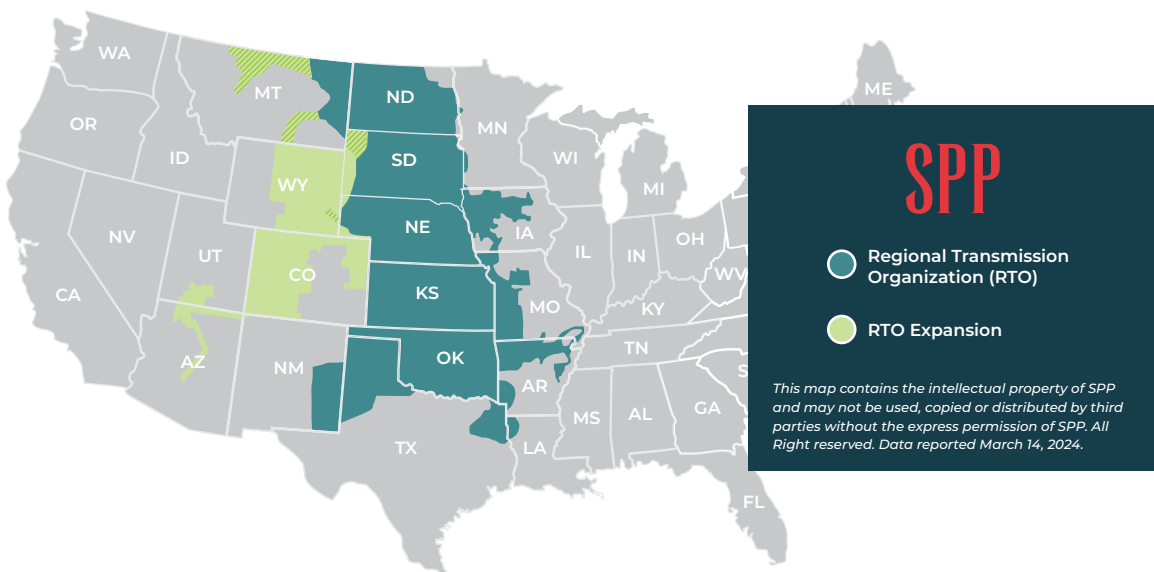 WA
ME
MT
ND
OR
MN
ID
SD
WI
WY
MI
NE
IA
NV
UT
CO
IL
IN
OH
WV
CA
KS
MO
KY
AZ
NM
OK
TN
AR
MS
AL
GA
S
TX
LA
FL
SPP
Regional Transmission
Organization (RTO)
RTO Expansion
This map contains the intellectual property of SPP
and may not be used, copied or distributed by third
parties without the express permission of SPP. All
Right reserved. Data reported March 14, 2024.